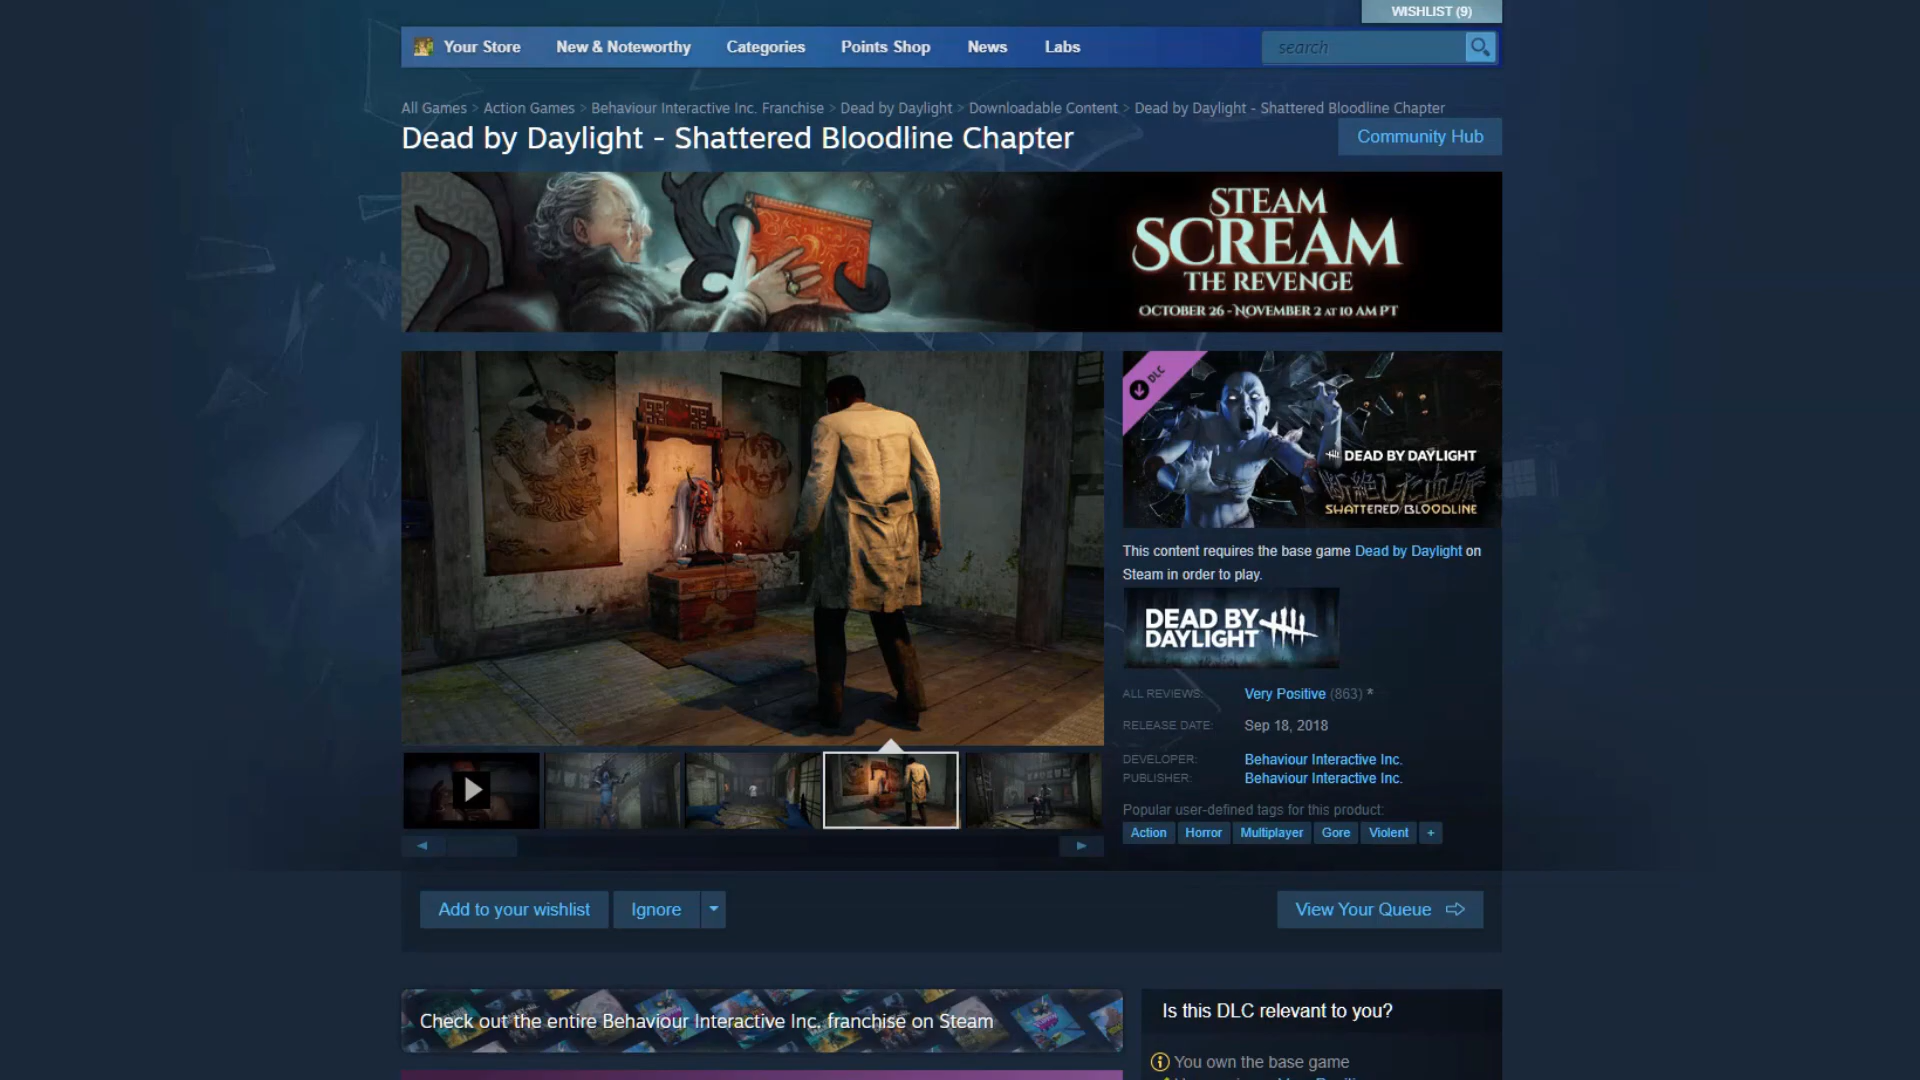 WISHLIST (9)
Your Store New & Noteworthy Categories Points Shop News Labs
search
All Games > Action Games > Behaviour Interactive Inc. Franchise > Dead by Daylight > Downloadable Content > Dead by Daylight - Shattered Bloodline Chapter
Dead by Daylight - Shattered Bloodline Chapter
Community Hub
STEAM
SCREAM
THE REVENGE
OCTOBER 26 - NOVEMBER 2 AT 10 AM PT
DLC
DEAD BY DAYLIGHT
断絶した血脈
SHATTERED BLOODLINE
This content requires the base game Dead by Daylight on
Steam in order to play.
DEAD BY
DAYLIGHT
ALL REVIEWS: Very Positive (863) *
RELEASE DATE: Sep 18, 2018
DEVELOPER: Behaviour Interactive Inc.
PUBLISHER: Behaviour Interactive Inc.
Popular user-defined tags for this product:
Action Horror Multiplayer Gore Violent +
Add to your wishlist Ignore
View Your Queue
Check out the entire Behaviour Interactive Inc. franchise on Steam
Is this DLC relevant to you?
You own the base game